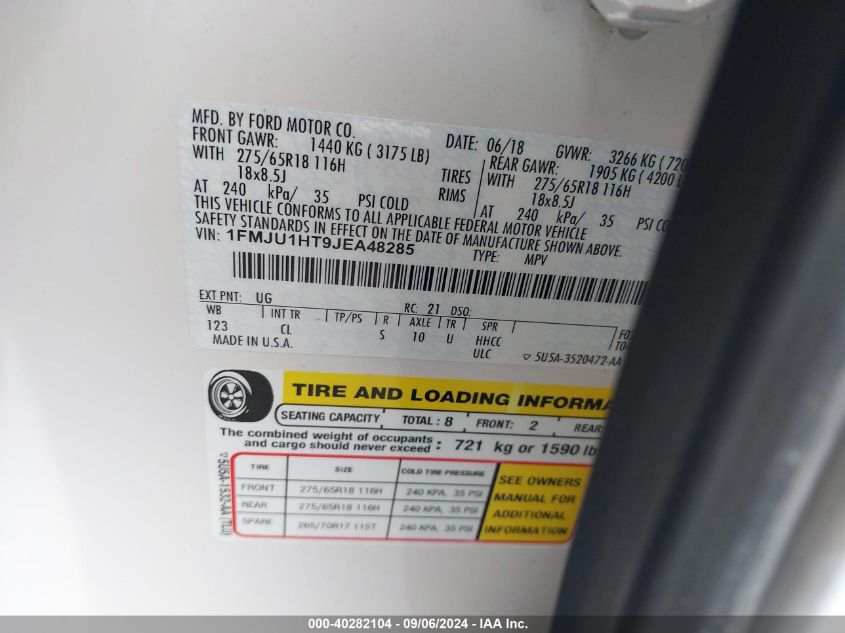 MFD. BY FORD MOTOR CO.
DATE: 06/18 GVWR: 3266 KG (
FRONT GAWR: 1440 KG ( 3175 LB)
REAR GAWR: 1905 KG ( 4200
WITH 275/65R18 116H TIRES WITH 275/65R18 116H
18x8.5J RIMS 18x8.5J
AT 240 kPa/ 35 PSI COLD AT 240 kPa/ 35 PSI
THIS VEHICLE CONFORMS TO ALL APPLICABLE FEDERAL MOTOR VEHICLE
SAFETY STANDARDS IN EFFECT ON THE DATE OF MANUFACTURE SHOWN ABOVE.
VIN: 1FMJU1HT9JEA48285
TYPE: MPV
EXT PNT: UG RC: 21 DSO:
WB INT TR TP/PS R AXLE TR SPR
123 CL S 10 U HHCC
MADE IN U.S.A. ULC ▽ 5U5A-3520472-AA
TIRE AND LOADING
SEATING CAPACITY TOTAL : 8 FRONT: 2 REAR:
The combined weight of occupants
and cargo should never exceed : 721 kg or 1590
TIRE SIZE COLD TIRE PRESSURE
FRONT 275/65R18 116H 240 KPA, 35 PSI
REAR 275/65R18 116H 240 KPA, 35 PSI
SPARE 265/70R17 115T 240 KPA, 35 PSI
SEE OWNERS
MANUAL FOR
ADDITIONAL
INFORMATION
▽5U5A-1532-AA
000-40282104 - 09/06/2024 - IAAI Inc.